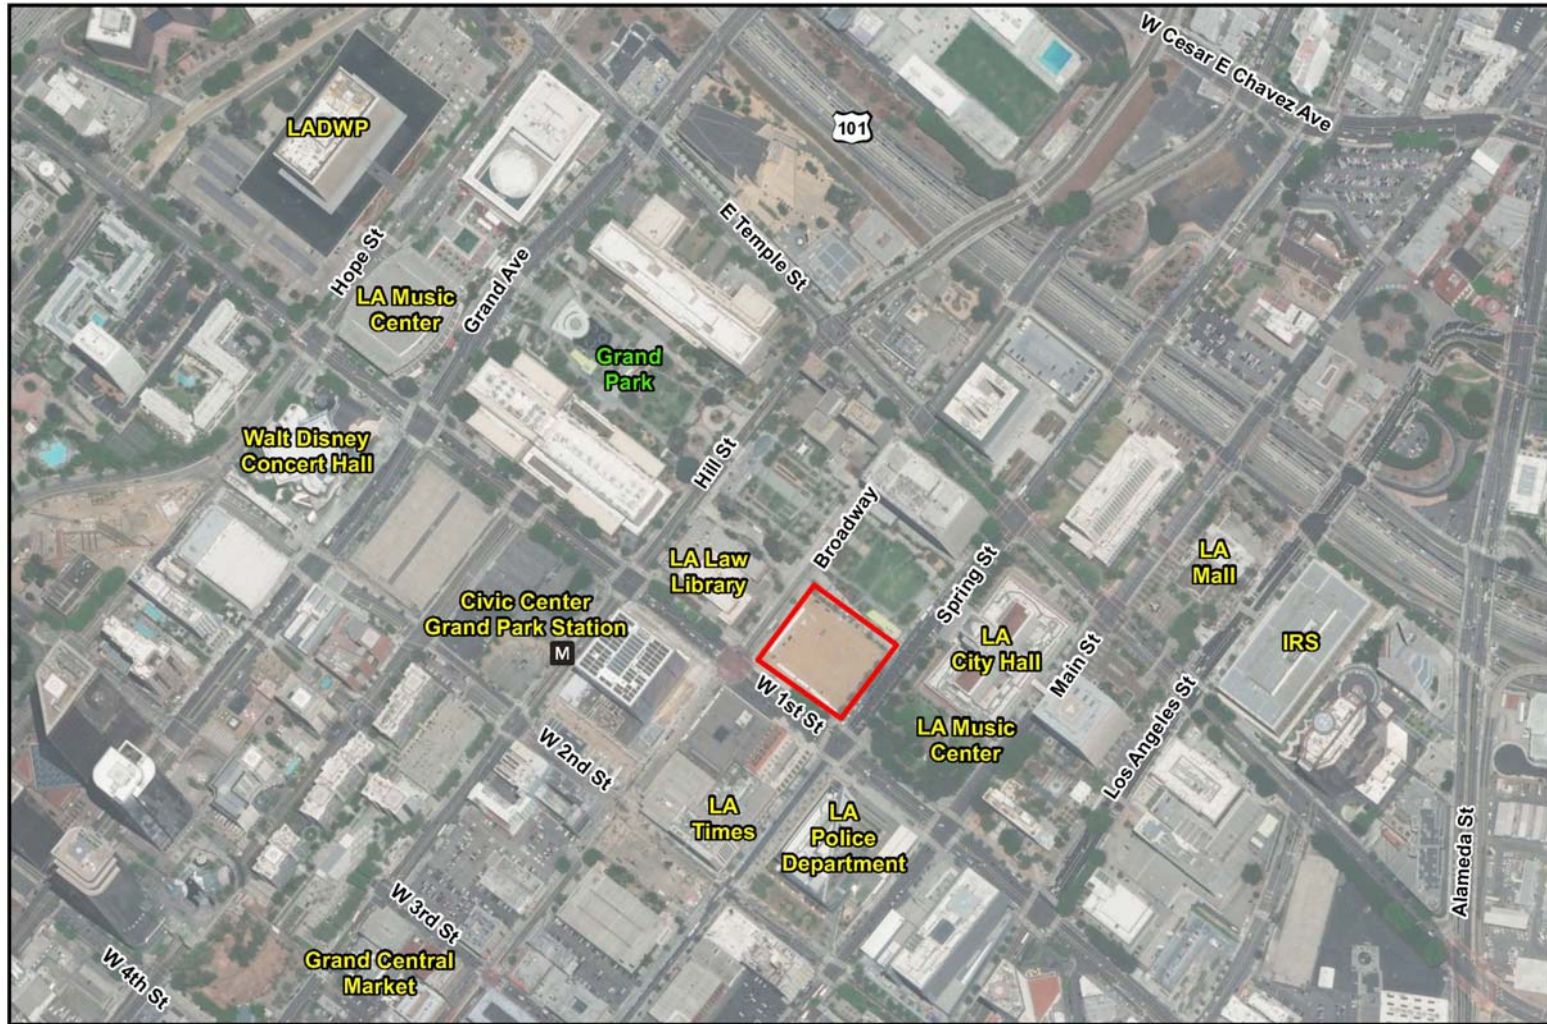 W Cesar E Chavez Ave
LADWP
101
E Temple St
Hope St
Grand Ave
LA Music
Center
Grand
Park
Walt Disney
Concert Hall
Hill St
Broadway
LA Law
Library
Spring St
LA
Mall
Civic Center
Grand Park Station
M
LA
City Hall
Main St
IRS
W 1st St
LA Music
Center
Los Angeles St
W 2nd St
LA
Times
LA
Police
Department
Alameda St
W 3rd St
Grand Central
Market
W 4th St